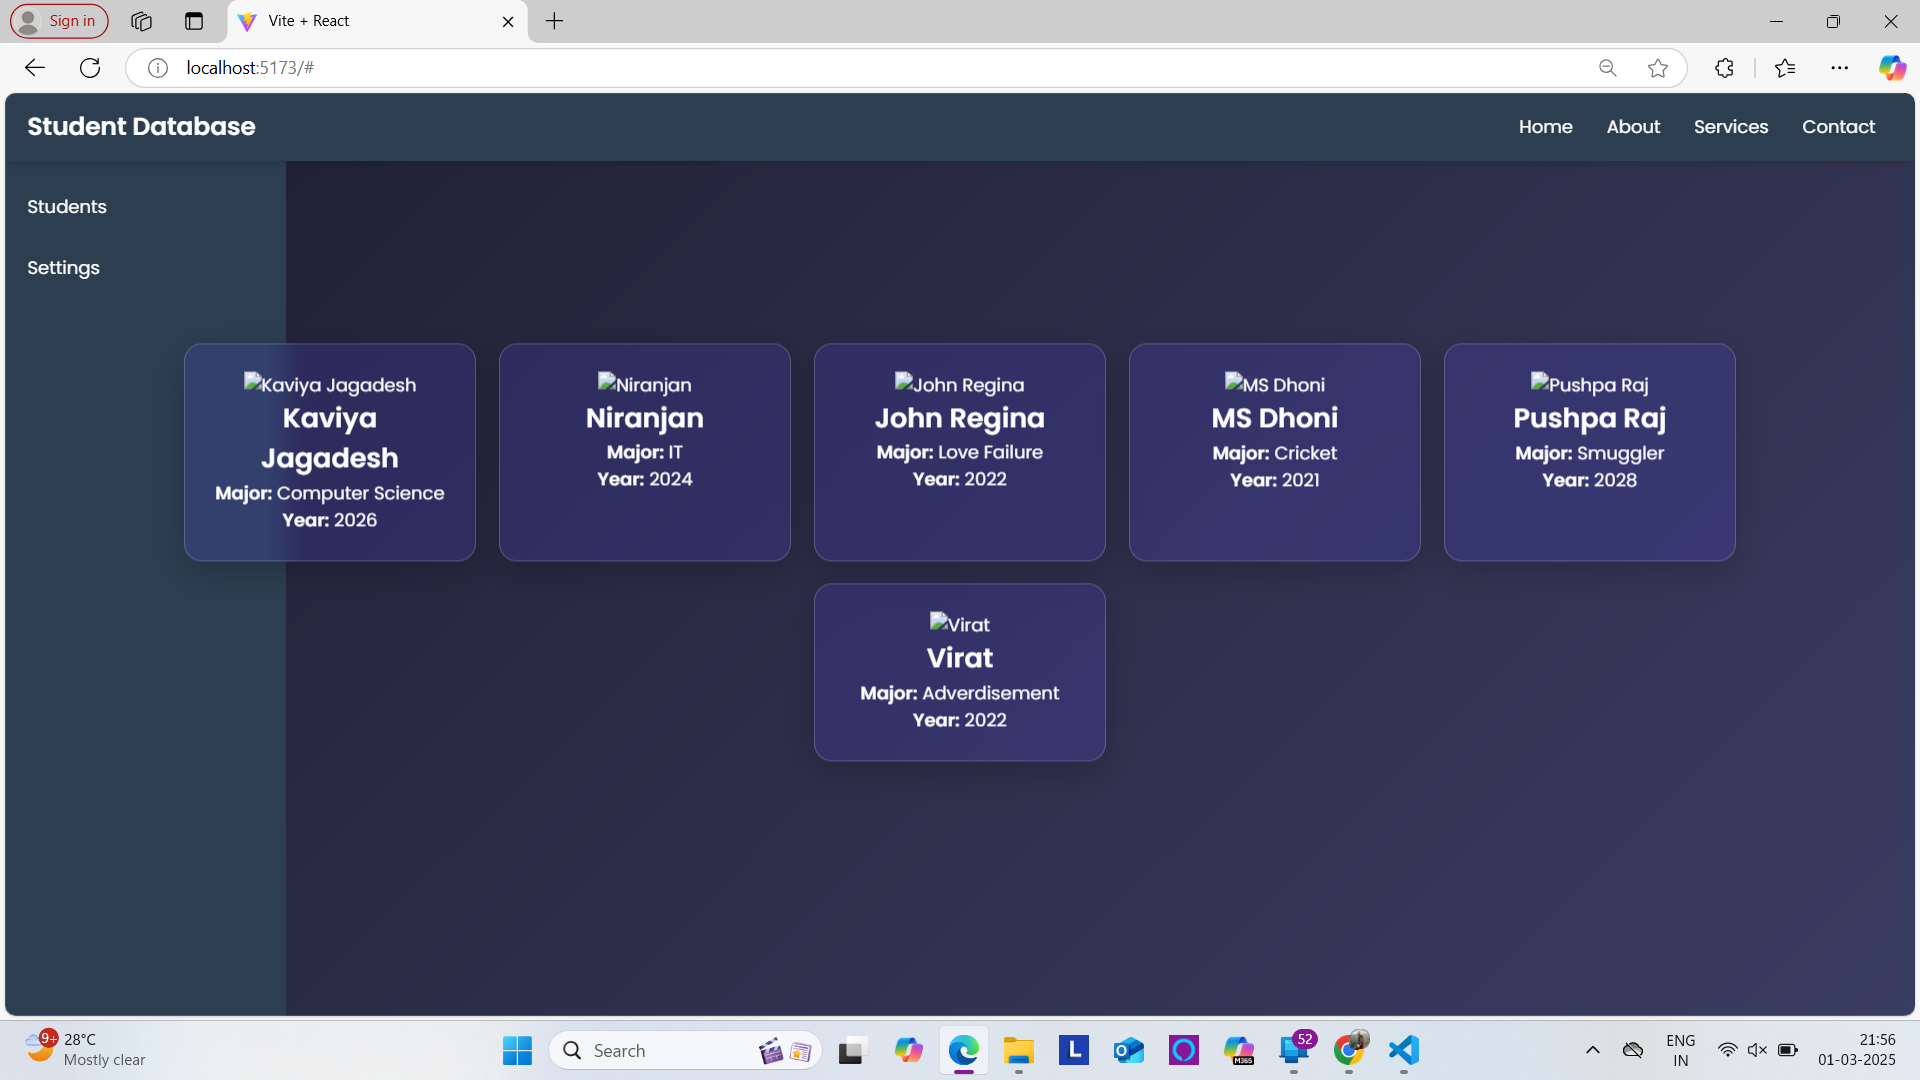 Sign in
Vite + React
localhost:5173/#
Student Database
Home About Services Contact
Students
Settings
Kaviya Jagadesh
Kaviya
Jagadesh
Major: Computer Science
Year: 2026
Niranjan
Niranjan
Major: IT
Year: 2024
John Regina
John Regina
Major: Love Failure
Year: 2022
MS Dhoni
MS Dhoni
Major: Cricket
Year: 2021
Pushpa Raj
Pushpa Raj
Major: Smuggler
Year: 2028
Virat
Virat
Major: Adverdisement
Year: 2022
9+
28°C
Mostly clear
Search
L
O
M365
52
ENG
IN
21:56
01-03-2025